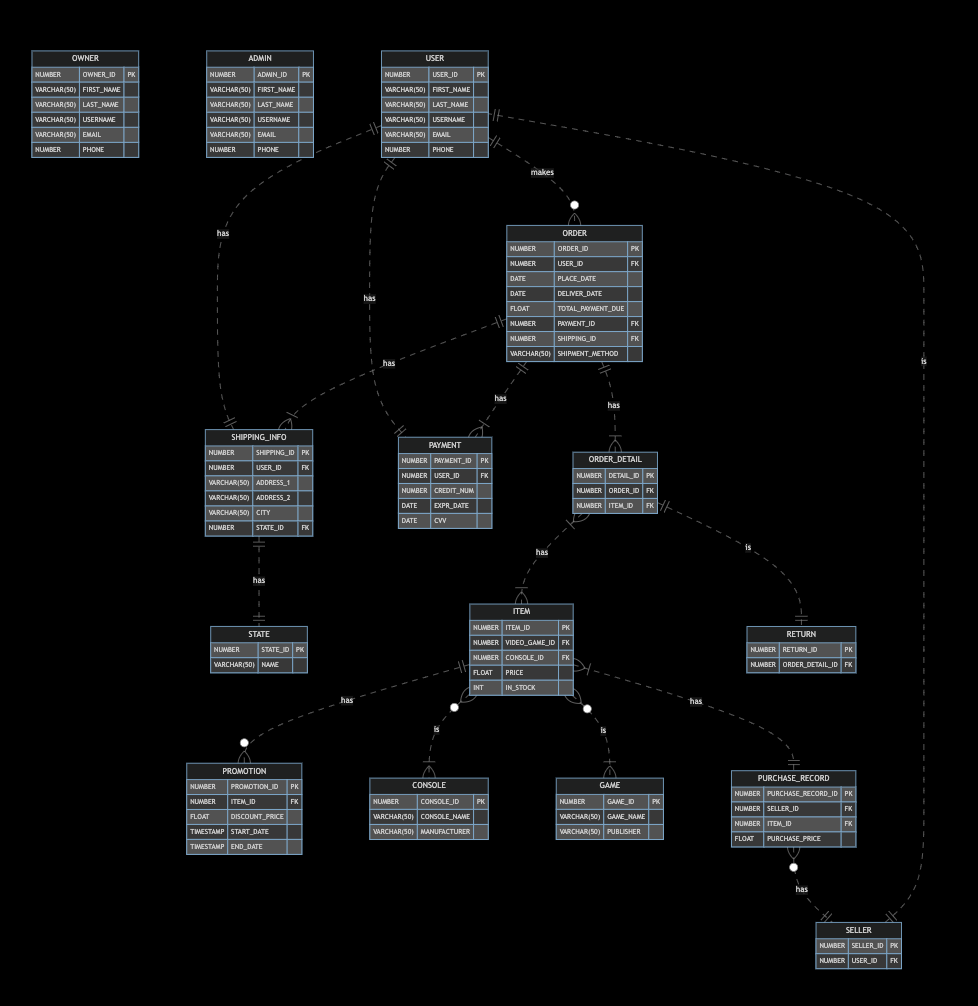 OWNER
NUMBER OWNER_ID PK
VARCHAR(50) FIRST_NAME
VARCHAR(50) LAST_NAME
VARCHAR(50) USERNAME
VARCHAR(50) EMAIL
NUMBER PHONE
ADMIN
NUMBER ADMIN_ID PK
VARCHAR(50) FIRST_NAME
VARCHAR(50) LAST_NAME
VARCHAR(50) USERNAME
VARCHAR(50) EMAIL
NUMBER PHONE
USER
NUMBER USER_ID PK
VARCHAR(50) FIRST_NAME
VARCHAR(50) LAST_NAME
VARCHAR(50) USERNAME
VARCHAR(50) EMAIL
NUMBER PHONE
makes
has
has
is
ORDER
NUMBER ORDER_ID PK
NUMBER USER_ID FK
DATE PLACE_DATE
DATE DELIVER_DATE
FLOAT TOTAL_PAYMENT_DUE
NUMBER PAYMENT_ID FK
NUMBER SHIPPING_ID FK
VARCHAR(50) SHIPMENT_METHOD
has
has
has
SHIPPING_INFO
NUMBER SHIPPING_ID PK
NUMBER USER_ID FK
VARCHAR(50) ADDRESS_1
VARCHAR(50) ADDRESS_2
VARCHAR(50) CITY
NUMBER STATE_ID FK
PAYMENT
NUMBER PAYMENT_ID PK
NUMBER USER_ID FK
NUMBER CREDIT_NUM
DATE EXPR_DATE
DATE CVV
ORDER_DETAIL
NUMBER DETAIL_ID PK
NUMBER ORDER_ID FK
NUMBER ITEM_ID FK
has
has
is
STATE
NUMBER STATE_ID PK
VARCHAR(50) NAME
ITEM
NUMBER ITEM_ID PK
NUMBER VIDEO_GAME_ID FK
NUMBER CONSOLE_ID FK
FLOAT PRICE
INT IN_STOCK
RETURN
NUMBER RETURN_ID PK
NUMBER ORDER_DETAIL_ID FK
has
is
is
has
PROMOTION
NUMBER PROMOTION_ID PK
NUMBER ITEM_ID FK
FLOAT DISCOUNT_PRICE
TIMESTAMP START_DATE
TIMESTAMP END_DATE
CONSOLE
NUMBER CONSOLE_ID PK
VARCHAR(50) CONSOLE_NAME
VARCHAR(50) MANUFACTURER
GAME
NUMBER GAME_ID PK
VARCHAR(50) GAME_NAME
VARCHAR(50) PUBLISHER
PURCHASE_RECORD
NUMBER PURCHASE_RECORD_ID PK
NUMBER SELLER_ID FK
NUMBER ITEM_ID FK
FLOAT PURCHASE_PRICE
has
SELLER
NUMBER SELLER_ID PK
NUMBER USER_ID FK